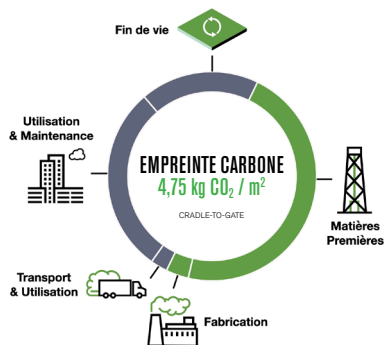 Fin de vie
Utilisation
& Maintenance
EMPREINTE CARBONE
4,75 kg CO₂ / m²
CRADLE-TO-GATE
Matières
Premières
Transport
& Utilisation
Fabrication